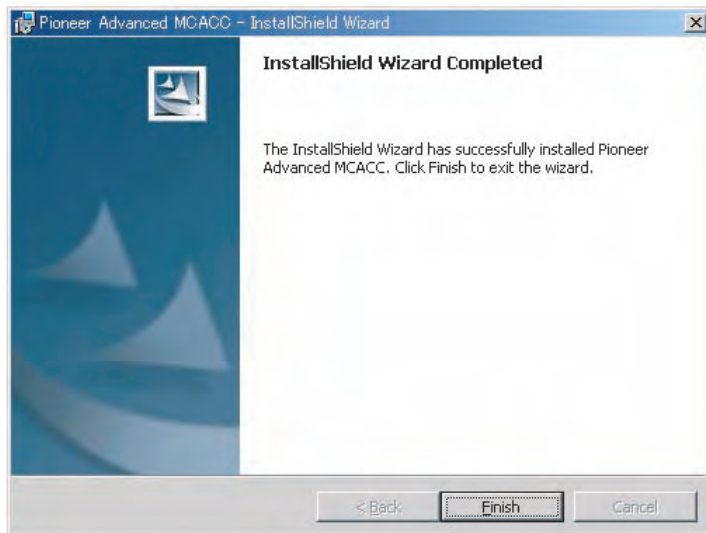 Pioneer Advanced MCACC - InstallShield Wizard
InstallShield Wizard Completed
The InstallShield Wizard has successfully installed Pioneer
Advanced MCACC. Click Finish to exit the wizard.
< Back
Finish
Cancel